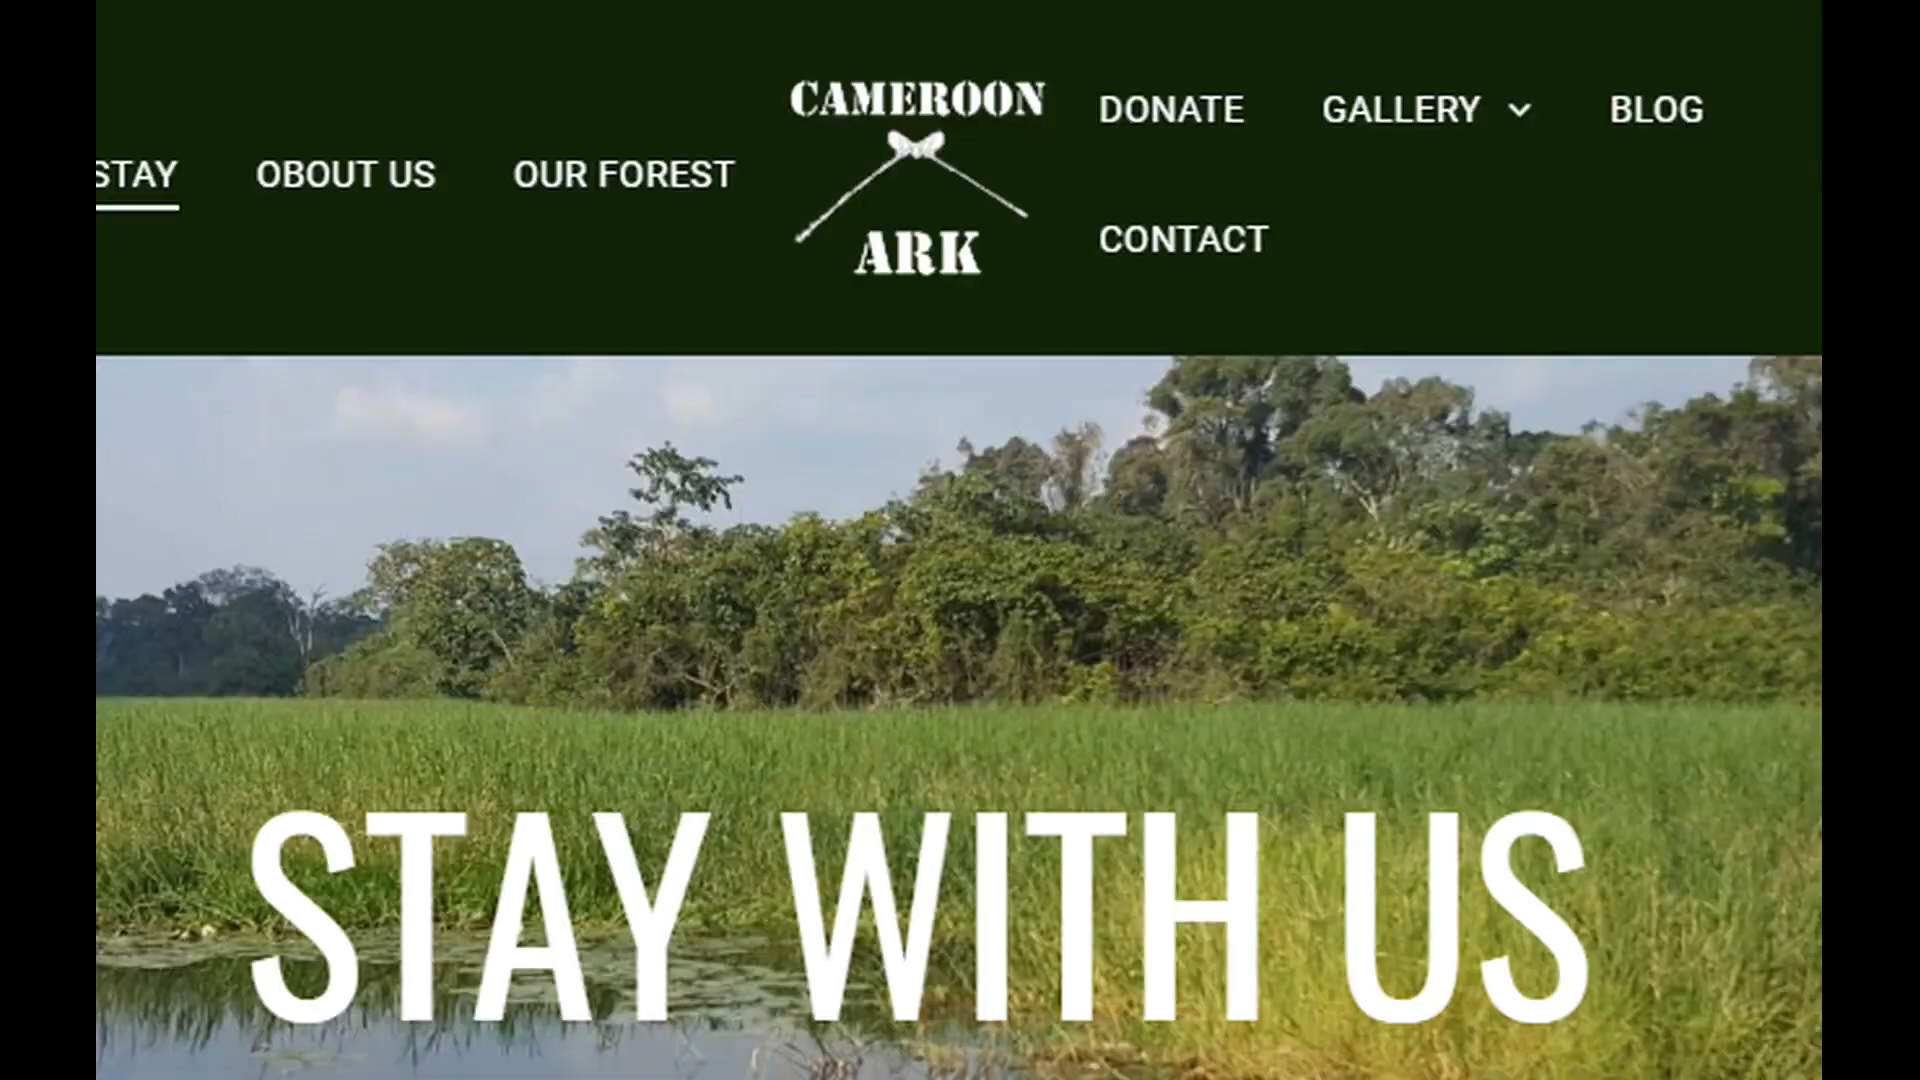 STAY OBOUT US OUR FOREST
CAMEROON
ARK
DONATE GALLERY BLOG
CONTACT
STAY WITH US